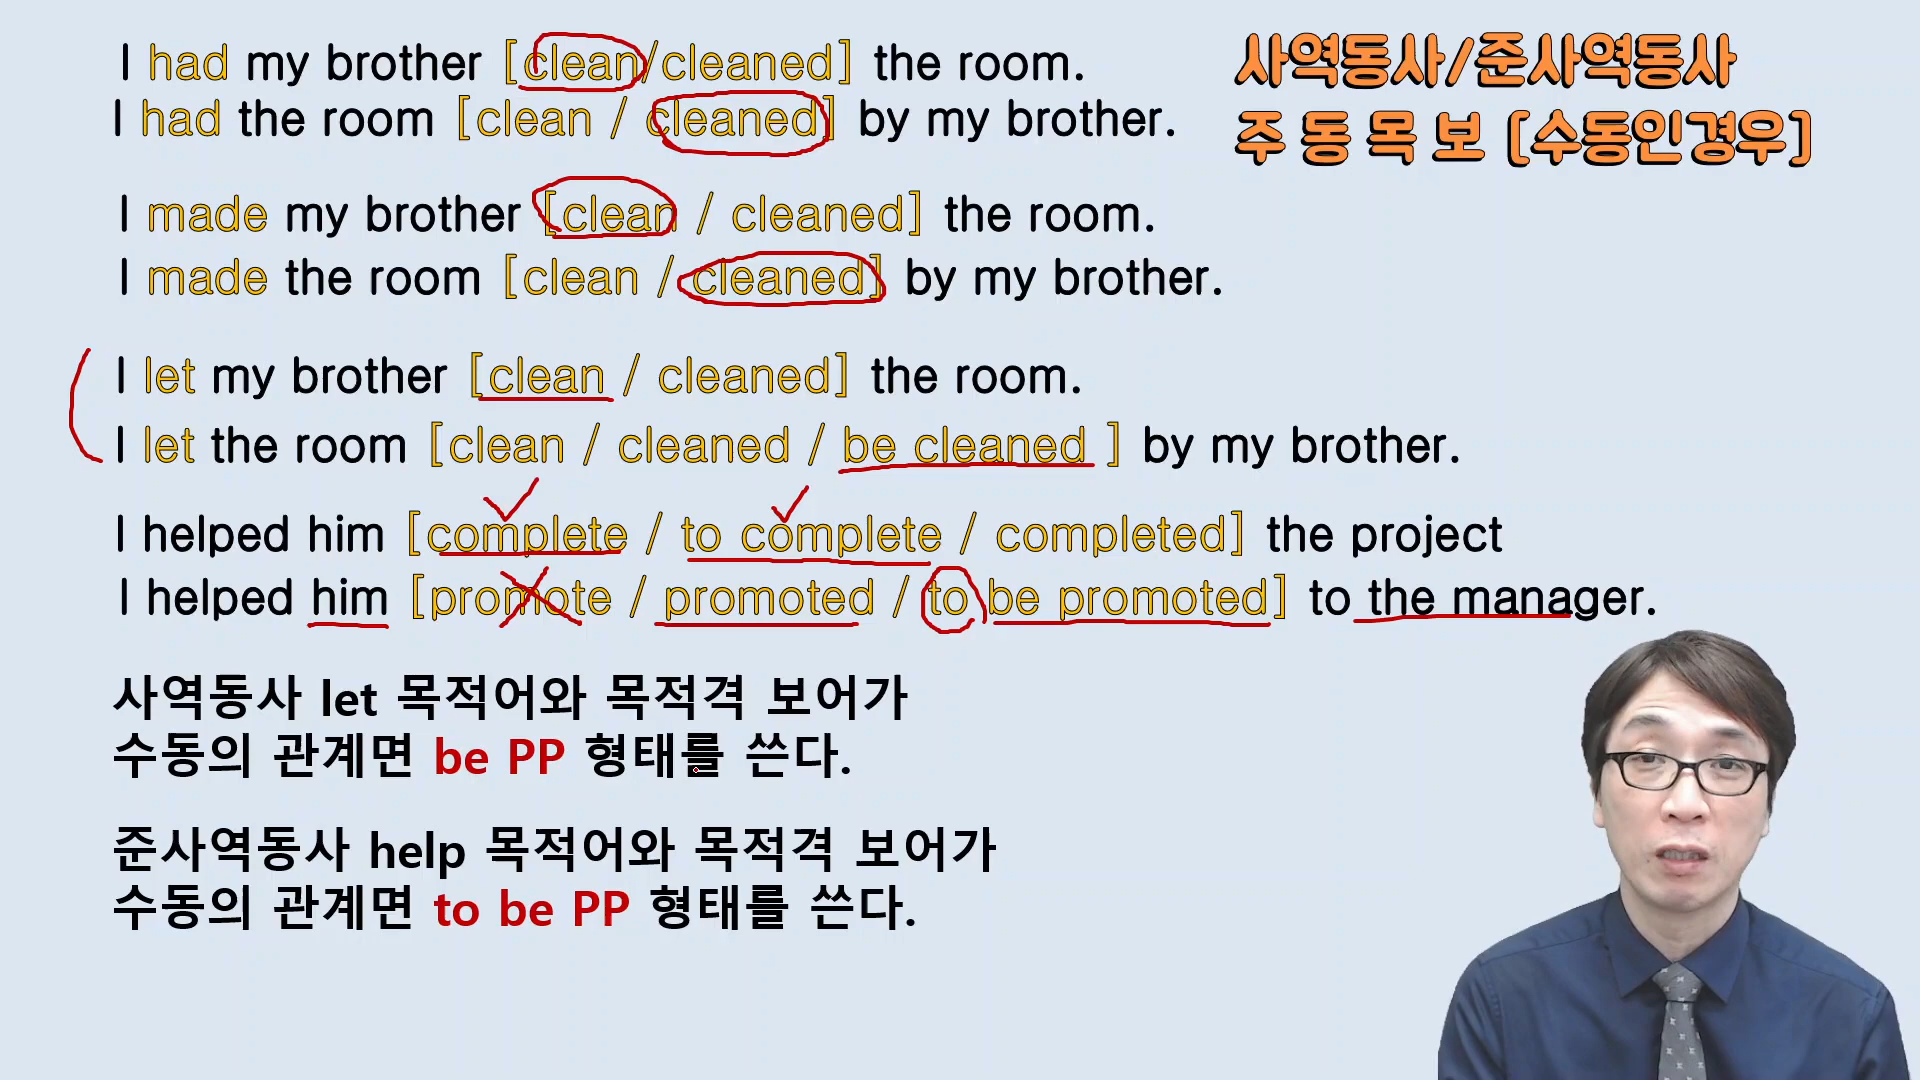 I had my brother [clean/cleaned] the room.
I had the room [clean / cleaned] by my brother.
사역동사/준사역동사
주 동 목 보 [수동인경우]
I made my brother [clean / cleaned] the room.
I made the room [clean / cleaned] by my brother.
I let my brother [clean / cleaned] the room.
I let the room [clean / cleaned / be cleaned ] by my brother.
I helped him [complete / to complete / completed] the project
I helped him [promote / promoted / to be promoted] to the manager.
사역동사 let 목적어와 목적격 보어가
수동의 관계면 be PP 형태를 쓴다.
준사역동사 help 목적어와 목적격 보어가
수동의 관계면 to be PP 형태를 쓴다.